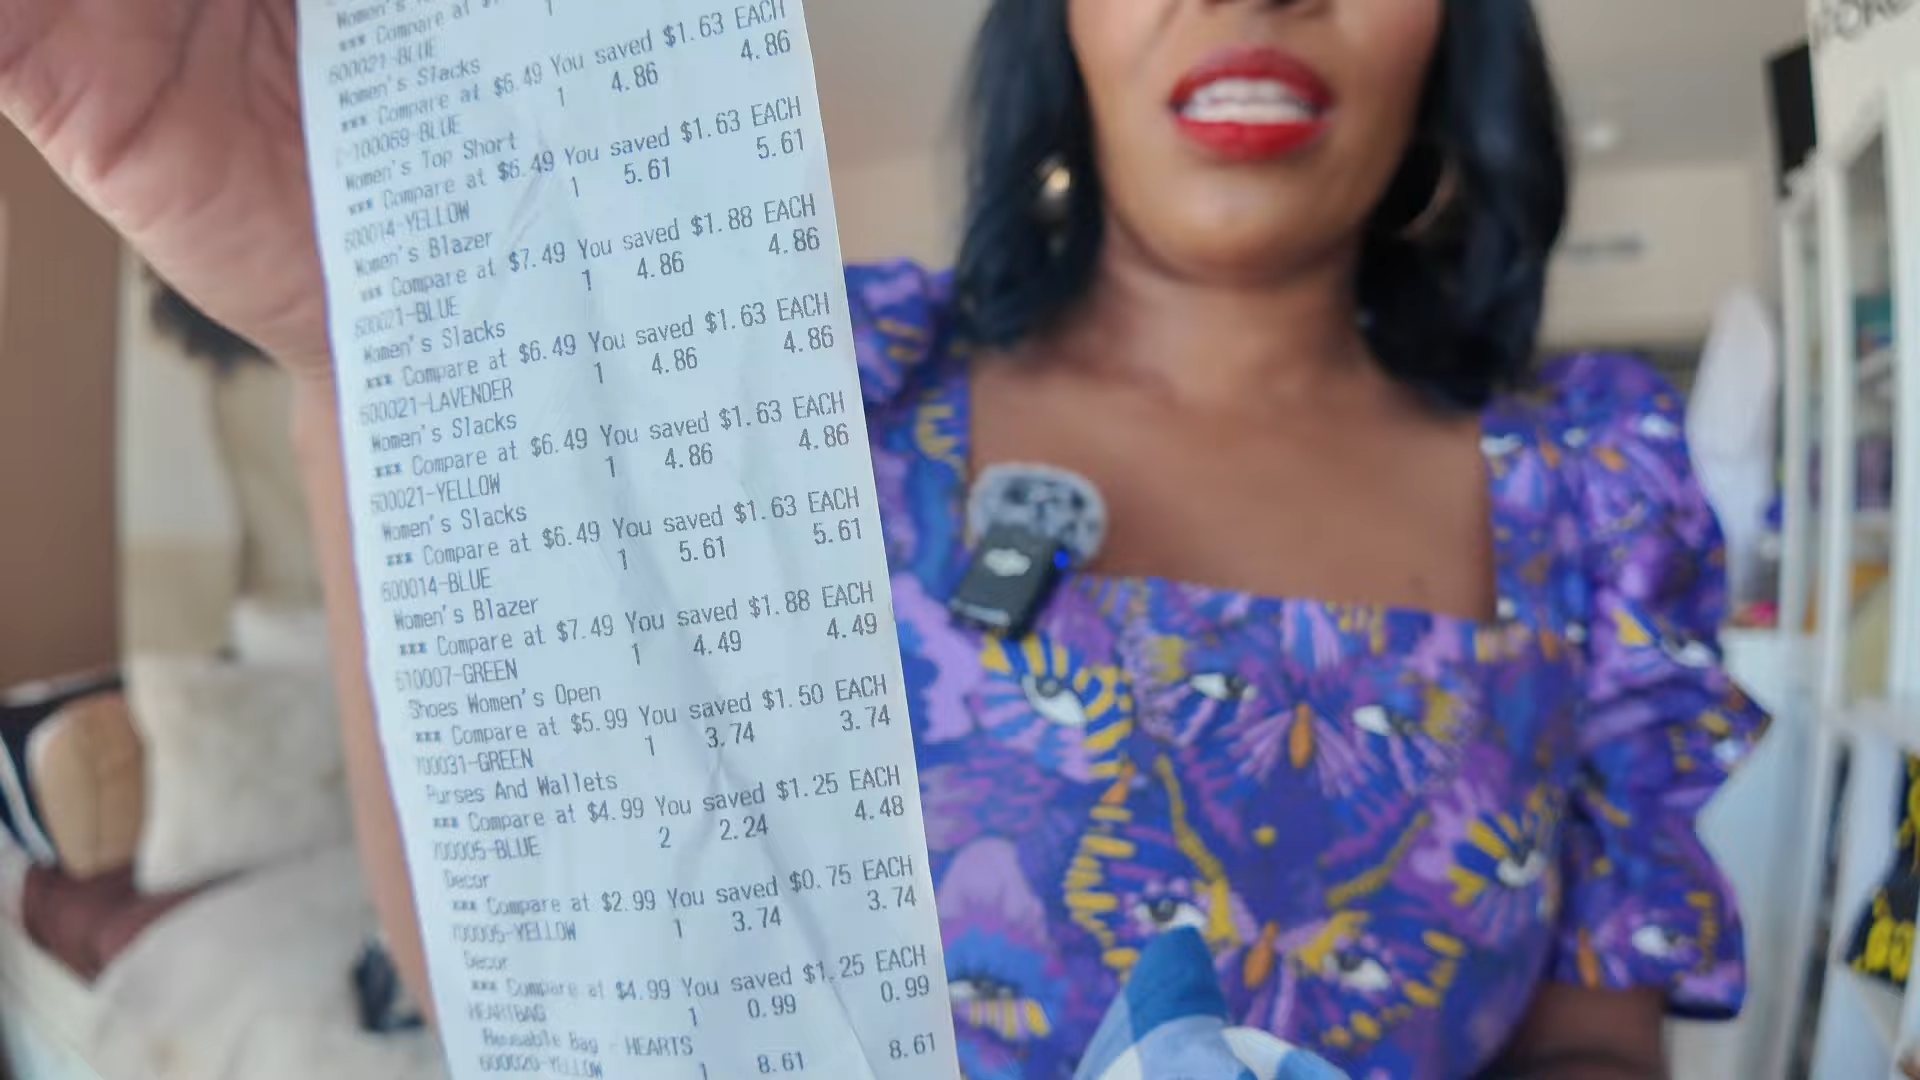 Women's
*** Compare at
600021-BLUE 1
Women's Slacks
*** Compare at $6.49 You saved $1.63 EACH
100069-BLUE 1 4.86 4.86
Women's Top Short
*** Compare at $6.49 You saved $1.63 EACH
600014-YELLOW 1 5.61 5.61
Women's Blazer
*** Compare at $7.49 You saved $1.88 EACH
600021-BLUE 1 4.86 4.86
Women's Slacks
*** Compare at $6.49 You saved $1.63 EACH
600021-LAVENDER 1 4.86 4.86
Women's Slacks
*** Compare at $6.49 You saved $1.63 EACH
600021-YELLOW 1 4.86 4.86
Women's Slacks
*** Compare at $6.49 You saved $1.63 EACH
600014-BLUE 1 5.61 5.61
Women's Blazer
*** Compare at $7.49 You saved $1.88 EACH
610007-GREEN 1 4.49 4.49
Shoes Women's Open
*** Compare at $5.99 You saved $1.50 EACH
700031-GREEN 1 3.74 3.74
Purses And Wallets
*** Compare at $4.99 You saved $1.25 EACH
700005-BLUE 2 2.24 4.48
Decor
*** Compare at $2.99 You saved $0.75 EACH
700005-YELLOW 1 3.74 3.74
Decor
*** Compare at $4.99 You saved $1.25 EACH
HEARTBAG 1 0.99 0.99
Reusable Bag - HEARTS
600020-YELLOW 1 8.61 8.61